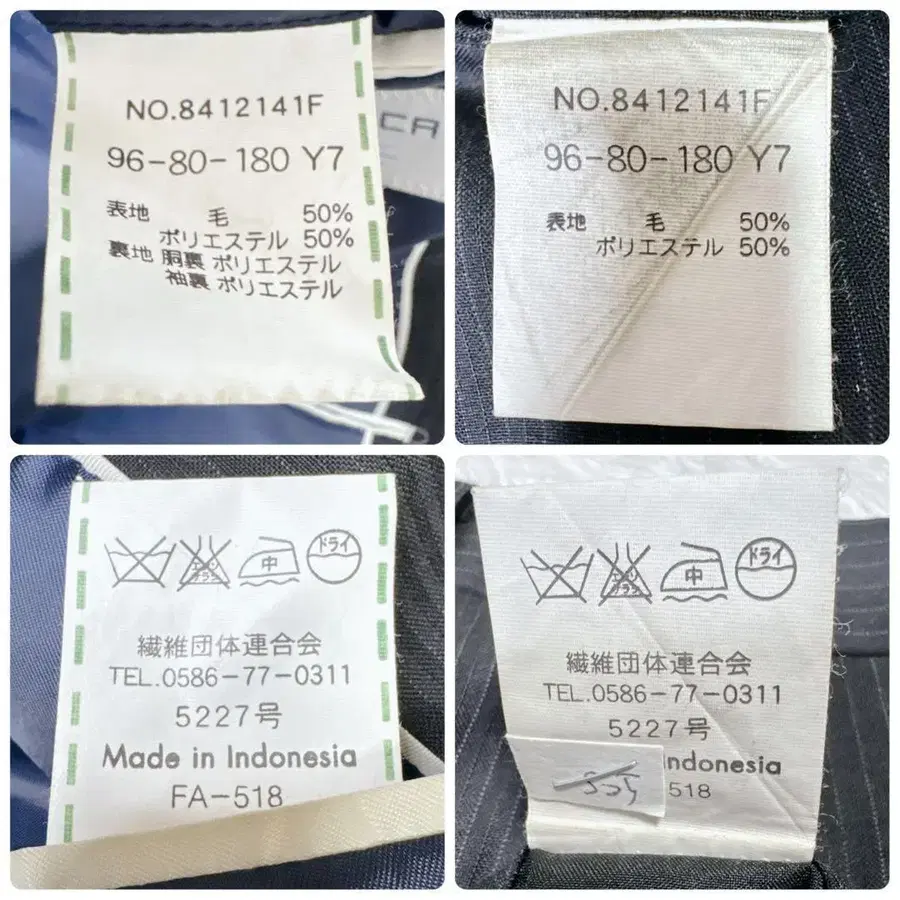 NO.8412141F
96-80-180 Y7
表地 毛 50%
ポリエステル 50%
裏地 胴裏 ポリエステル
袖裏 ポリエステル
NO.8412141F
96-80-180 Y7
表地 毛 50%
ポリエステル 50%
中
ドライ
繊維団体連合会
TEL.0586-77-0311
5227号
Made in Indonesia
FA-518
中
ドライ
繊維団体連合会
TEL.0586-77-0311
5227号
ndonesia
518